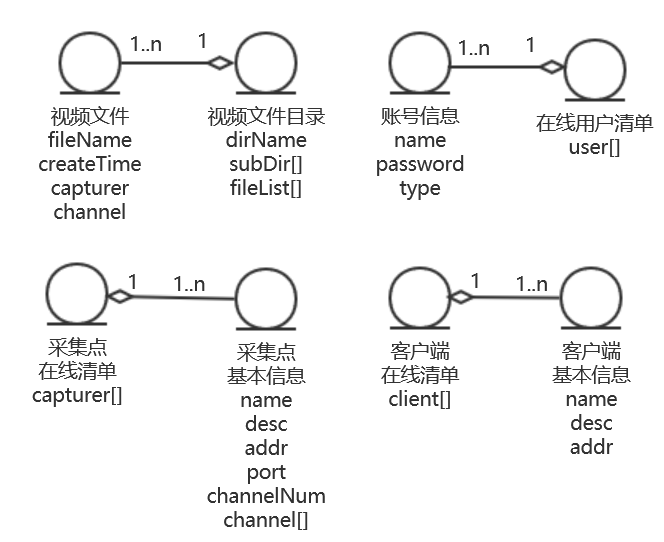 1..n
1
视频文件
fileName
createTime
capturer
channel
视频文件目录
dirName
subDir[]
fileList[]
1..n
1
账号信息
name
password
type
在线用户清单
user[]
1
1..n
采集点
在线清单
capturer[]
采集点
基本信息
name
desc
addr
port
channelNum
channel[]
1
1..n
客户端
在线清单
client[]
客户端
基本信息
name
desc
addr